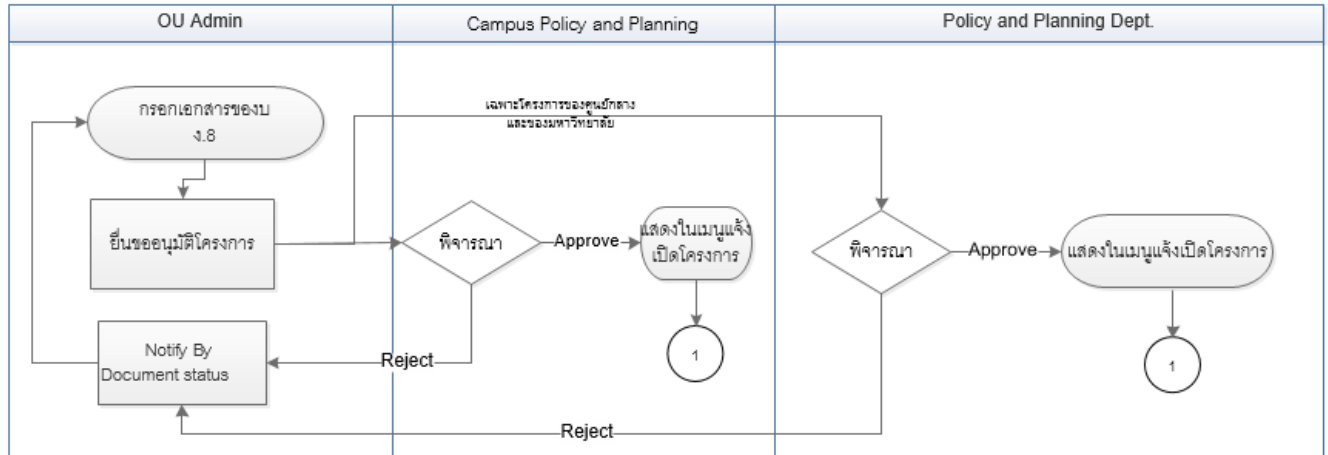 OU Admin
Campus Policy and Planning
Policy and Planning Dept.
กรอกเอกสารของบ
ง.8
เฉพาะโครงการของศูนย์กลาง
และของมหาวิทยาลัย
ยื่นขออนุมัติโครงการ
พิจารณา
Approve
แสดงในเมนูแจ้ง
เปิดโครงการ
พิจารณา
Approve
แสดงในเมนูแจ้งเปิดโครงการ
Notify By
Document status
Reject
1
1
Reject